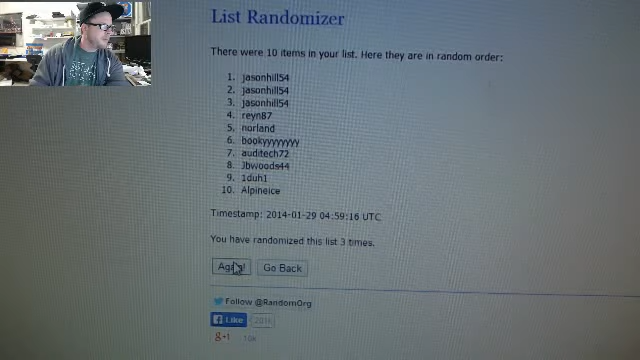 List Randomizer
There were 10 items in your list. Here they are in random order:
1. jasonhill54
2. jasonhill54
3. jasonhill54
4. reyn87
5. norland
6. bookyyyyyyyy
7. auditech72
8. Jbwoods44
9. 1duh1
10. Alpineice
Timestamp: 2014-01-29 04:59:16 UTC
You have randomized this list 3 times.
Again! Go Back
Follow @RandomOrg
Like
g+1